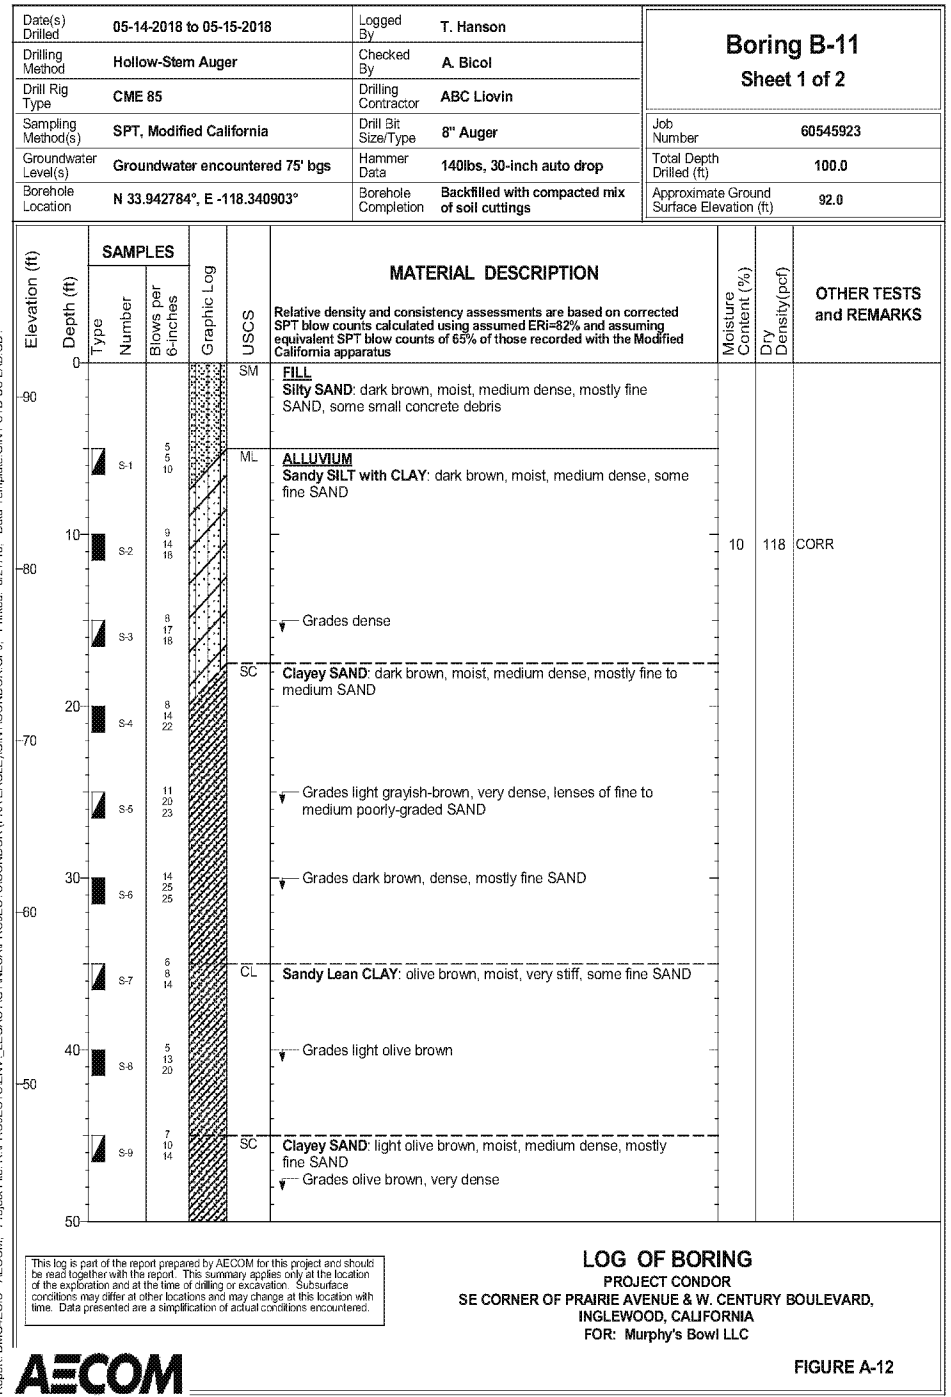 Date(s) Drilled 05-14-2018 to 05-15-2018
Logged By T. Hanson
Drilling Method Hollow-Stem Auger
Checked By A. Bicol
Drill Rig Type CME 85
Drilling Contractor ABC Liovin
Sampling Method(s) SPT, Modified California
Drill Bit Size/Type 8" Auger
Groundwater Level(s) Groundwater encountered 75' bgs
Hammer Data 140lbs, 30-inch auto drop
Borehole Location N 33.942784°, E -118.340903°
Borehole Completion Backfilled with compacted mix of soil cuttings
Boring B-11
Sheet 1 of 2
Job Number 60545923
Total Depth Drilled (ft) 100.0
Approximate Ground Surface Elevation (ft) 92.0
Elevation (ft)
Depth (ft)
SAMPLES
Type
Number
Blows per 6-inches
Graphic Log
USCS
MATERIAL DESCRIPTION
Relative density and consistency assessments are based on corrected
SPT blow counts calculated using assumed ERi=82% and assuming
equivalent SPT blow counts of 65% of those recorded with the Modified
California apparatus
Moisture Content (%)
Dry Density(pcf)
OTHER TESTS
and REMARKS
0
SM FILL
Silty SAND: dark brown, moist, medium dense, mostly fine
SAND, some small concrete debris
90
S-1 5 5 10
ML ALLUVIUM
Sandy SILT with CLAY: dark brown, moist, medium dense, some
fine SAND
10
S-2 9 14 18
10 118 CORR
80
S-3 8 17 18
Grades dense
SC Clayey SAND: dark brown, moist, medium dense, mostly fine to
medium SAND
20
S-4 8 14 22
70
S-5 11 20 23
Grades light grayish-brown, very dense, lenses of fine to
medium poorly-graded SAND
30
S-6 14 25 25
Grades dark brown, dense, mostly fine SAND
60
S-7 6 8 14
CL Sandy Lean CLAY: olive brown, moist, very stiff, some fine SAND
40
S-8 5 13 20
Grades light olive brown
50
S-9 7 10 14
SC Clayey SAND: light olive brown, moist, medium dense, mostly
fine SAND
Grades olive brown, very dense
50
This log is part of the report prepared by AECOM for this project and should
be read together with the report. This summary applies only at the location
of the exploration and at the time of drilling or excavation. Subsurface
conditions may differ at other locations and may change at this location with
time. Data presented are a simplification of actual conditions encountered.
LOG OF BORING
PROJECT CONDOR
SE CORNER OF PRAIRIE AVENUE & W. CENTURY BOULEVARD,
INGLEWOOD, CALIFORNIA
FOR: Murphy's Bowl LLC
AECOM
FIGURE A-12